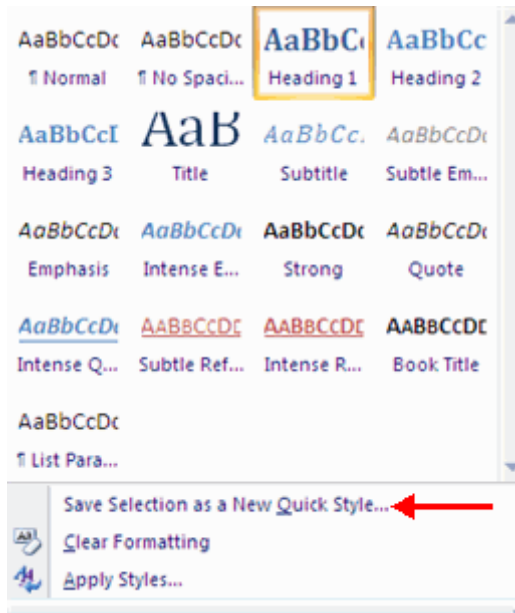 AaBbCcDc AaBbCcDc AaBbC AaBbCc
¶ Normal ¶ No Spaci... Heading 1 Heading 2
AaBbCcI AaB AaBbCc. AaBbCcDc
Heading 3 Title Subtitle Subtle Em...
AaBbCcDc AaBbCcDc AaBbCcDc AaBbCcDc
Emphasis Intense E... Strong Quote
AaBbCcDc AABBCCDD AABBCCDD AABBCCDD
Intense Q... Subtle Ref... Intense R... Book Title
AaBbCcDc
¶ List Para...
Save Selection as a New Quick Style...
Clear Formatting
Apply Styles...